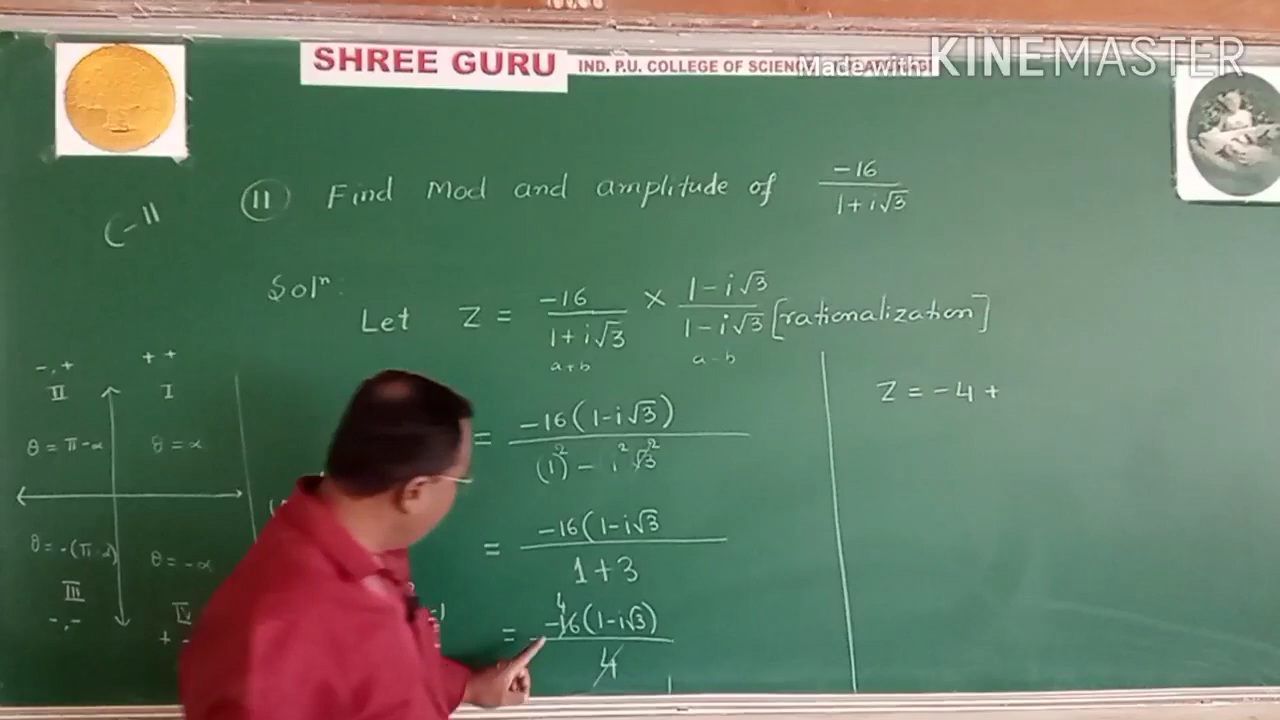 SHREE GURU
IND. P.U. COLLEGE OF
Made with KINEMASTER
C-11
(11) Find Mod and amplitude of -16 / 1+i√3
Solⁿ:
Let Z = -16 / 1+i√3 × 1-i√3 / 1-i√3 [rationalization]
a+b a-b
= -16(1-i√3) / (1)² - i²√3²
= -16(1-i√3 / 1+3
= -16(1-i√3) / 4
4
Z = -4 +
-,+ ++
II I
θ = π-α θ = α
θ = -(π-α) θ = -α
III IV
-,- + -